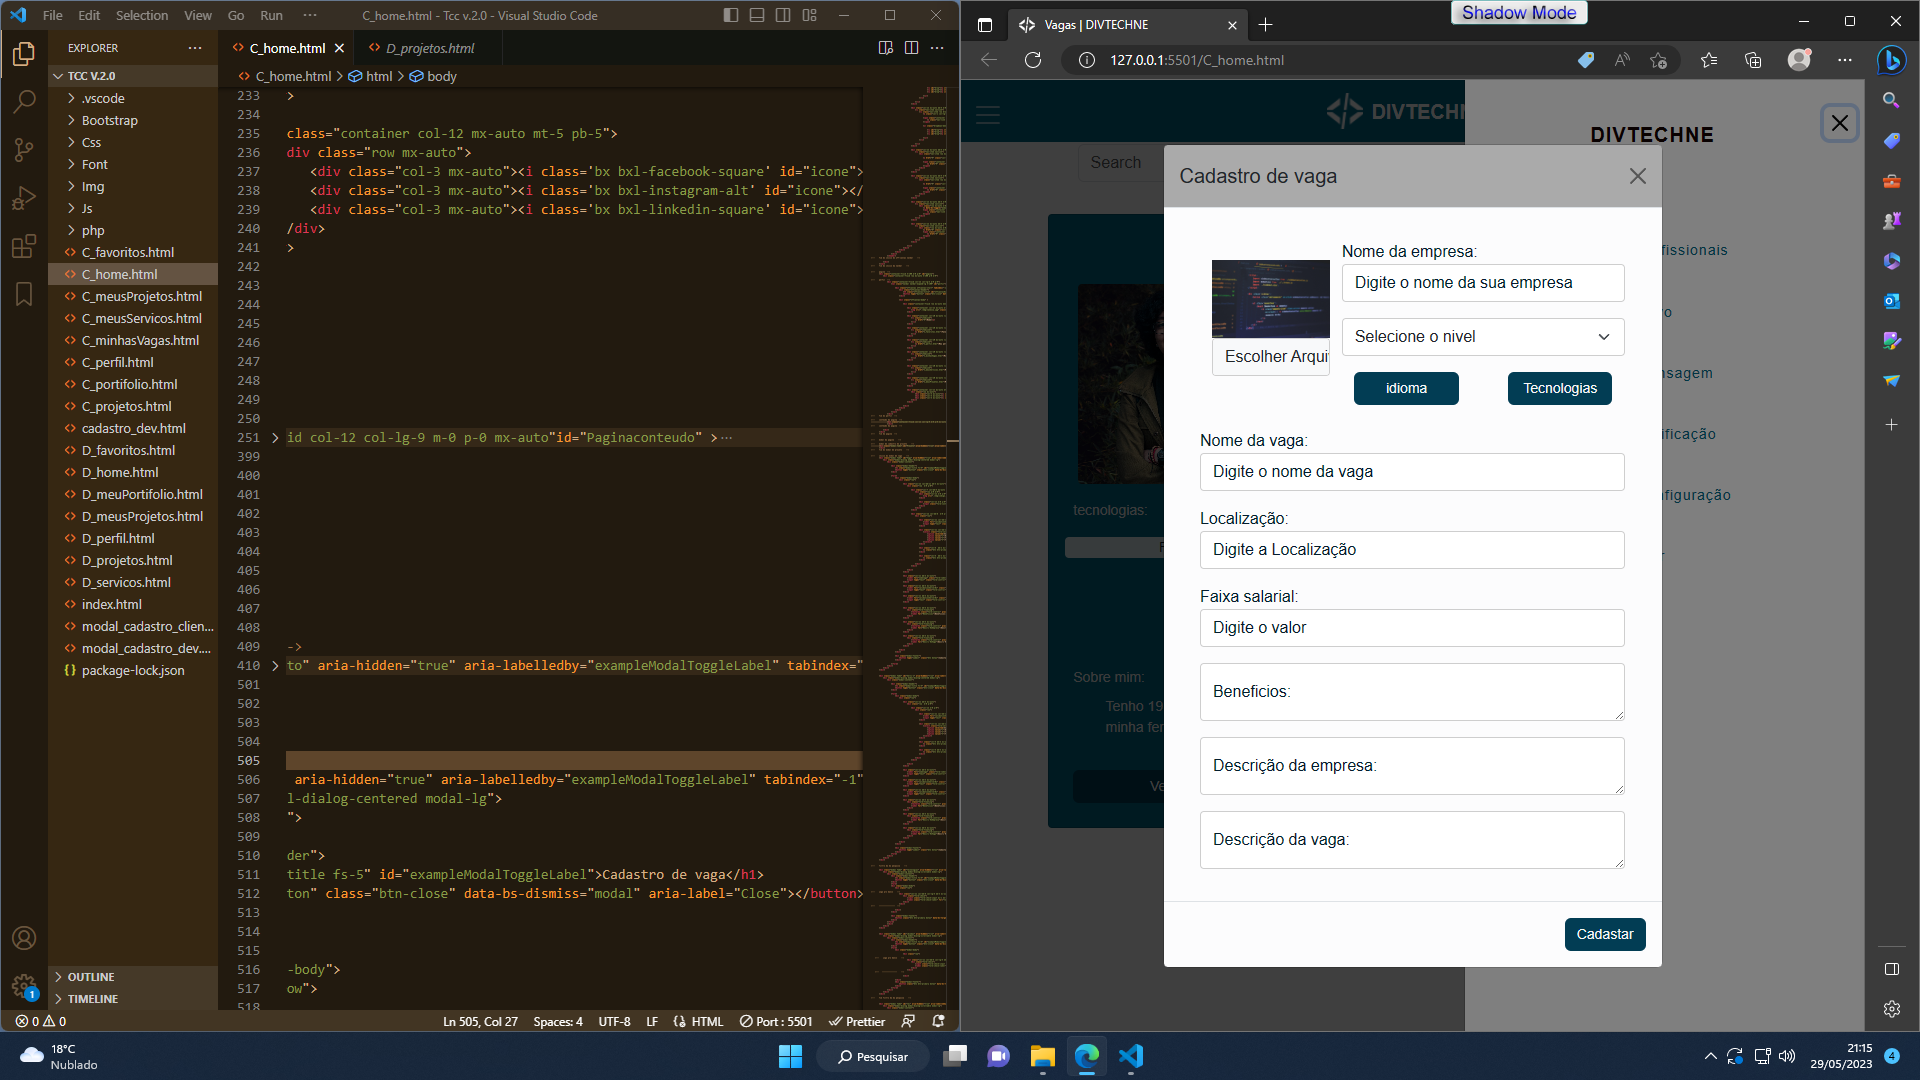 File Edit Selection View Go Run ··· C_home.html - Tcc v.2.0 - Visual Studio Code
EXPLORER
TCC V.2.0
.vscode
Bootstrap
Css
Font
Img
Js
php
C_favoritos.html
C_home.html
C_meusProjetos.html
C_meusServicos.html
C_minhasVagas.html
C_perfil.html
C_portifolio.html
C_projetos.html
cadastro_dev.html
D_favoritos.html
D_home.html
D_meuPortifolio.html
D_meusProjetos.html
D_perfil.html
D_projetos.html
D_servicos.html
index.html
modal_cadastro_clien...
modal_cadastro_dev....
package-lock.json
OUTLINE
TIMELINE
1
C_home.html D_projetos.html
C_home.html > html > body
233 >
234
235 class="container col-12 mx-auto mt-5 pb-5">
236 div class="row mx-auto">
237 <div class="col-3 mx-auto"><i class='bx bxl-facebook-square' id="icone">
238 <div class="col-3 mx-auto"><i class='bx bxl-instagram-alt' id="icone"></
239 <div class="col-3 mx-auto"><i class='bx bxl-linkedin-square' id="icone">
240 /div>
241 >
242
243
244
245
246
247
248
249
250
251 id col-12 col-lg-9 m-0 p-0 mx-auto"id="Paginaconteudo" >···
399
400
401
402
403
404
405
406
407
408
409 ->
410 to" aria-hidden="true" aria-labelledby="exampleModalToggleLabel" tabindex="
501
502
503
504
505
506 aria-hidden="true" aria-labelledby="exampleModalToggleLabel" tabindex="-1"
507 l-dialog-centered modal-lg">
508 ">
509
510 der">
511 title fs-5" id="exampleModalToggleLabel">Cadastro de vaga</h1>
512 ton" class="btn-close" data-bs-dismiss="modal" aria-label="Close"></button>
513
514
515
516 -body">
517 ow">
518
0 0 Ln 505, Col 27 Spaces: 4 UTF-8 LF HTML Port : 5501 Prettier
Vagas | DIVTECHNE
Shadow Mode
127.0.0.1:5501/C_home.html
DIVTECHN
DIVTECHNE
Search
Cadastro de vaga
Nome da empresa:
Digite o nome da sua empresa
Selecione o nivel
Escolher Arqui
idioma
Tecnologias
Nome da vaga:
Digite o nome da vaga
Localização:
Digite a Localização
Faixa salarial:
Digite o valor
Beneficios:
Descrição da empresa:
Descrição da vaga:
Cadastar
tecnologias:
Sobre mim:
Tenho 19
minha fer
Ve
fissionais
o
nsagem
ificação
nfiguração
18°C
Nublado
Pesquisar
21:15
29/05/2023
4